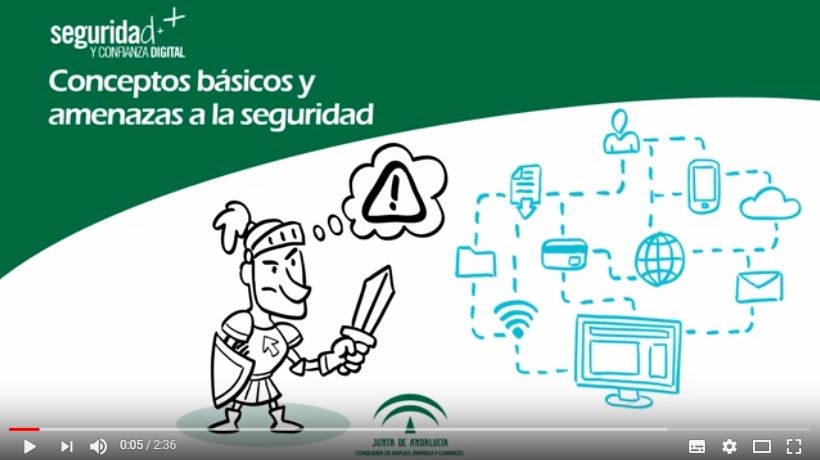 seguridad++
Y CONFIANZA DIGITAL
Conceptos básicos y
amenazas a la seguridad
!
JUNTA DE ANDALUCIA
CONSEJERÍA DE EMPLEO, EMPRESA Y COMERCIO
0:05 / 2:36